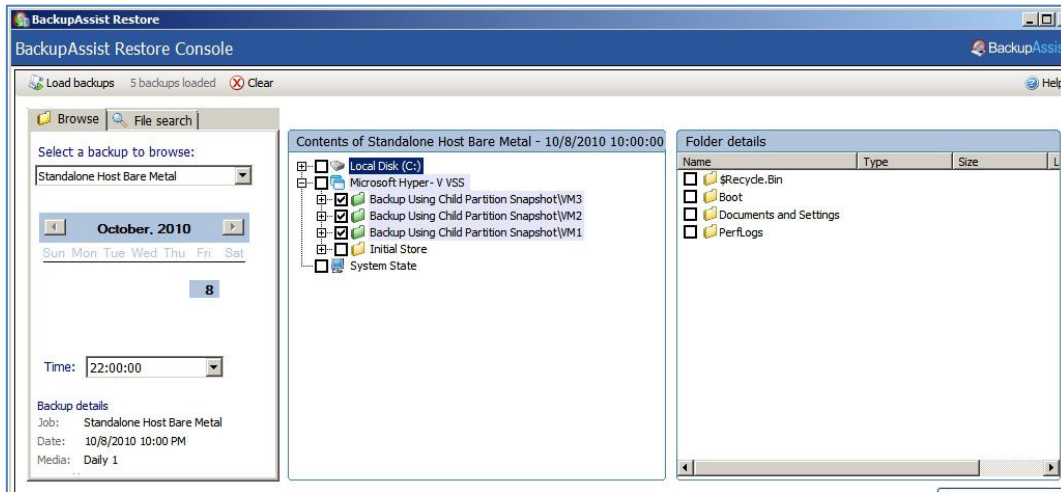 BackupAssist Restore
BackupAssist Restore Console
BackupAssis
Load backups 5 backups loaded Clear
Help
Browse File search
Select a backup to browse:
Standalone Host Bare Metal
October, 2010
Sun Mon Tue Wed Thu Fri Sat
8
Time: 22:00:00
Backup details
Job: Standalone Host Bare Metal
Date: 10/8/2010 10:00 PM
Media: Daily 1
Contents of Standalone Host Bare Metal - 10/8/2010 10:00:00
Local Disk (C:)
Microsoft Hyper-V VSS
Backup Using Child Partition Snapshot\VM3
Backup Using Child Partition Snapshot\VM2
Backup Using Child Partition Snapshot\VM1
Initial Store
System State
Folder details
Name Type Size L
$Recycle.Bin
Boot
Documents and Settings
PerfLogs